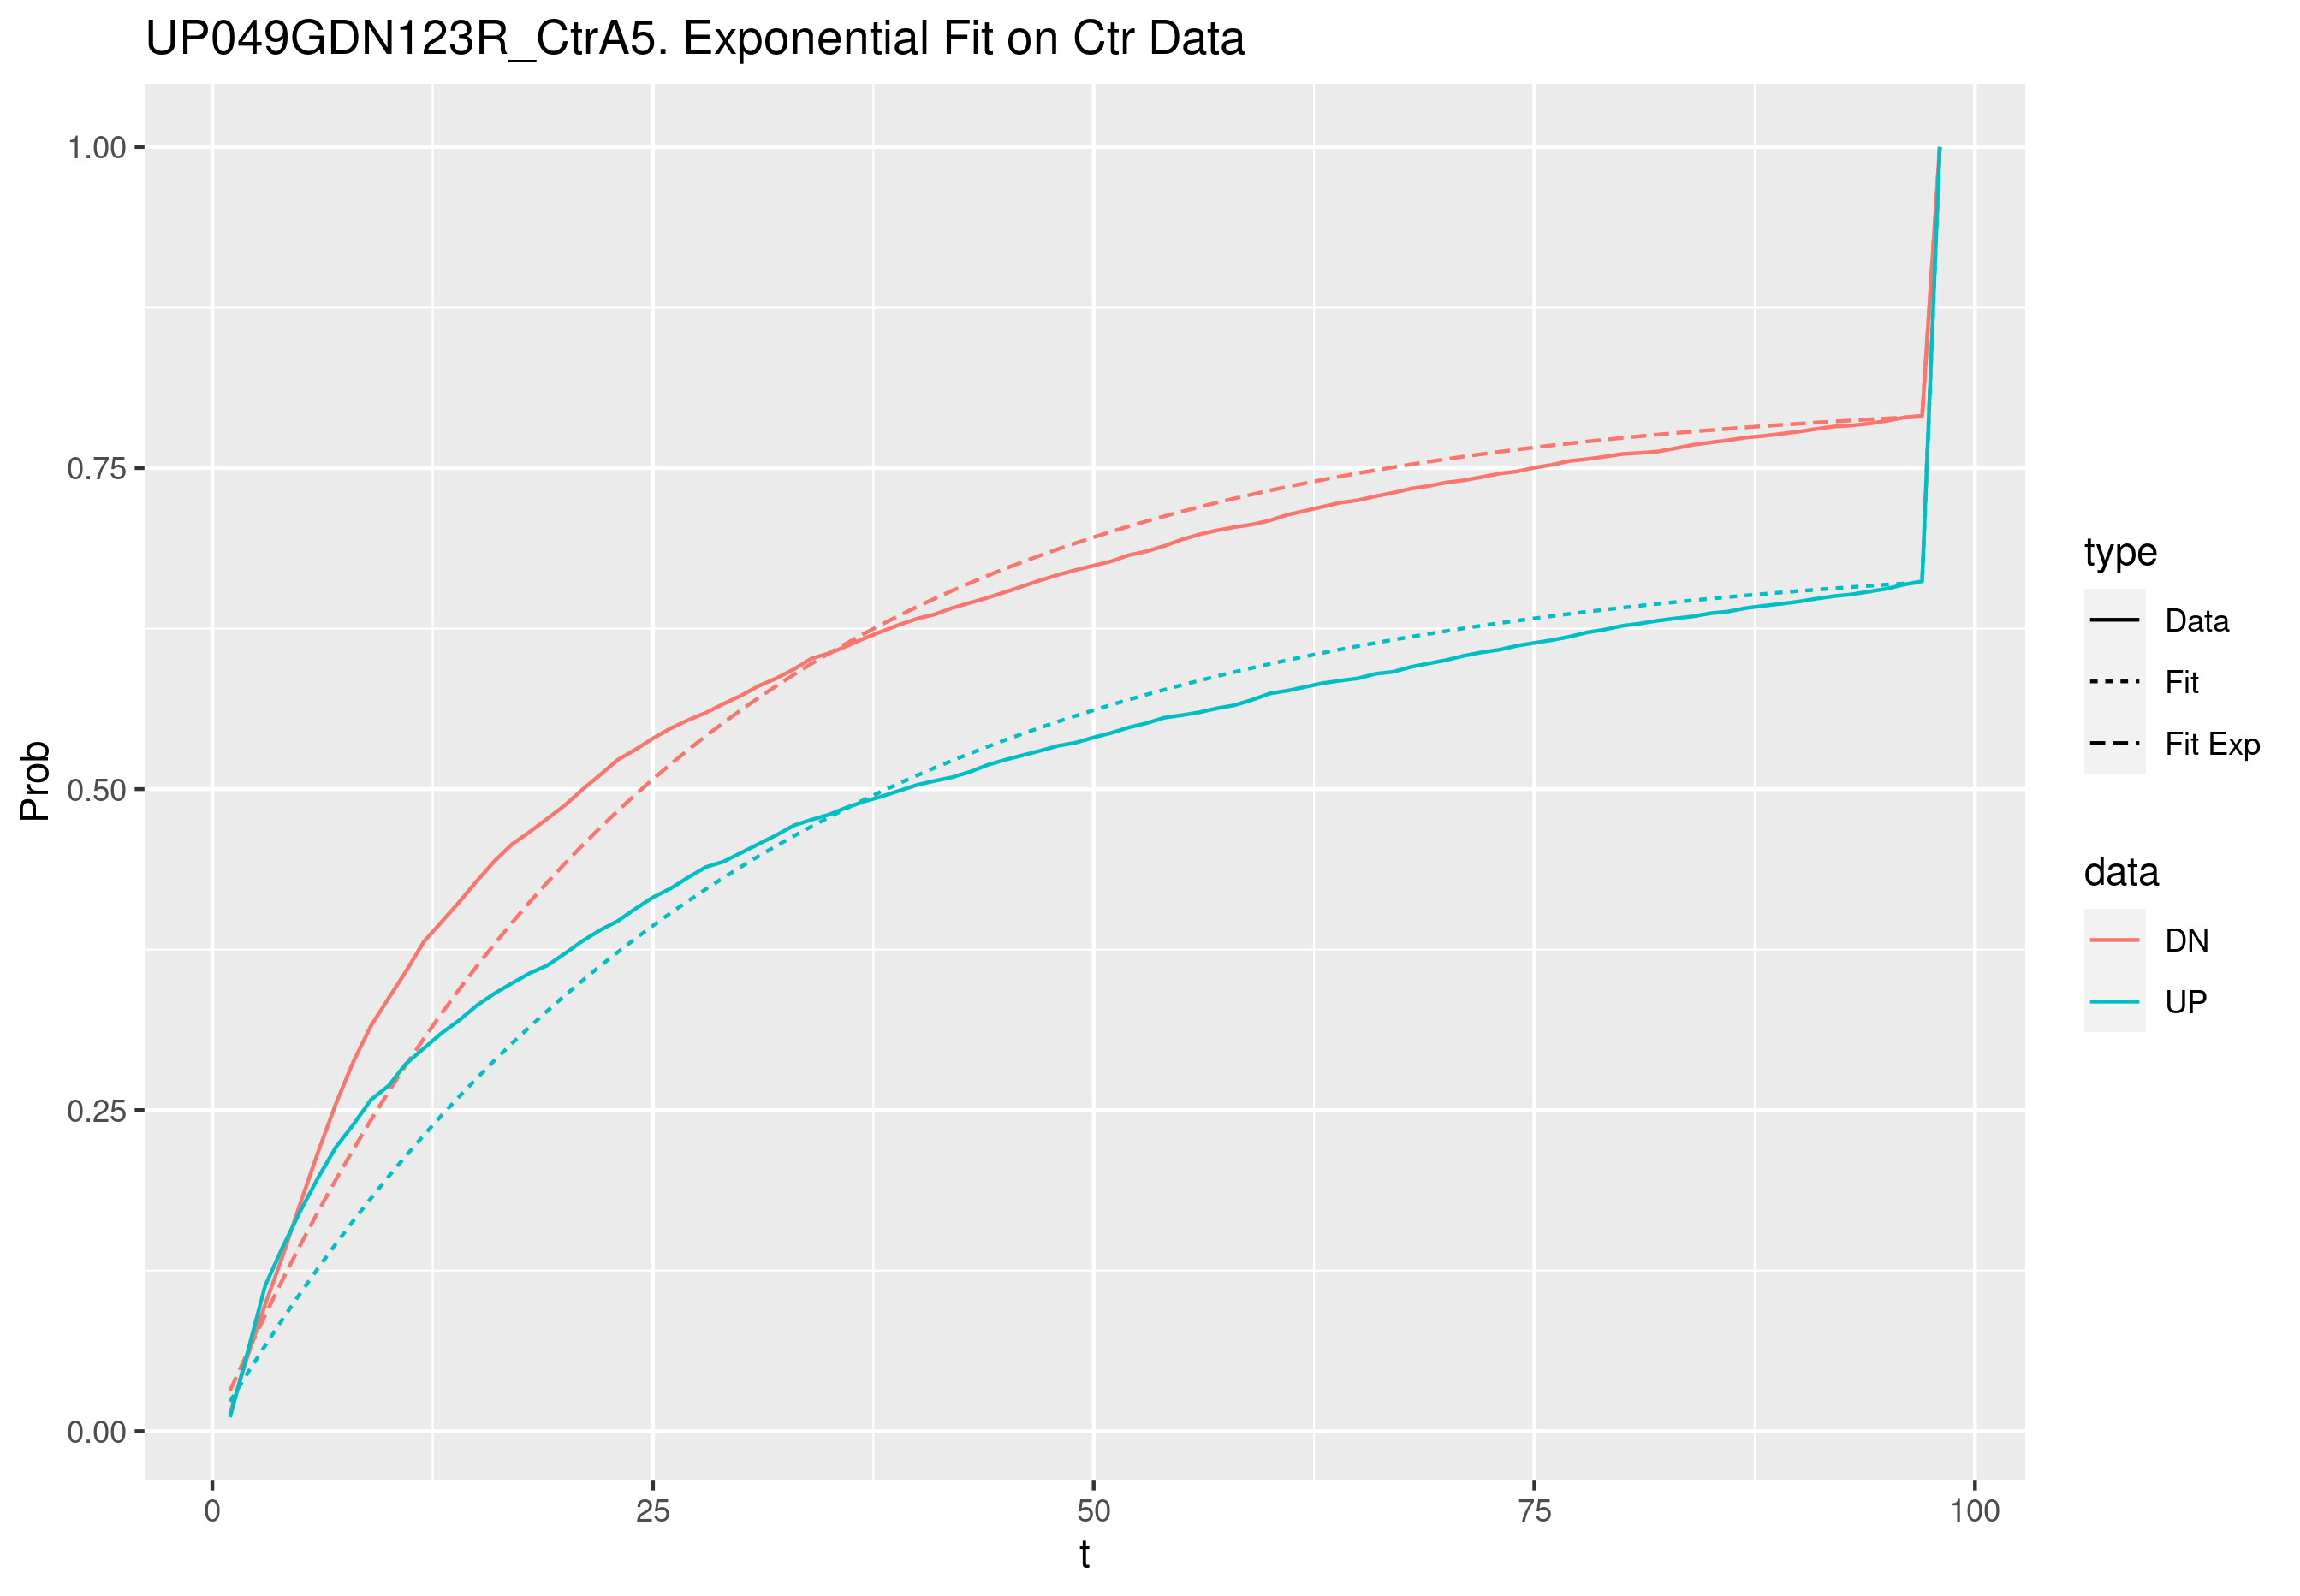 UP049GDN123R_CtrA5. Exponential Fit on Ctr Data
1.00
0.75
0.50
0.25
0.00
Prob
0 25 50 75 100
t
type
Data
Fit
Fit Exp
data
DN
UP